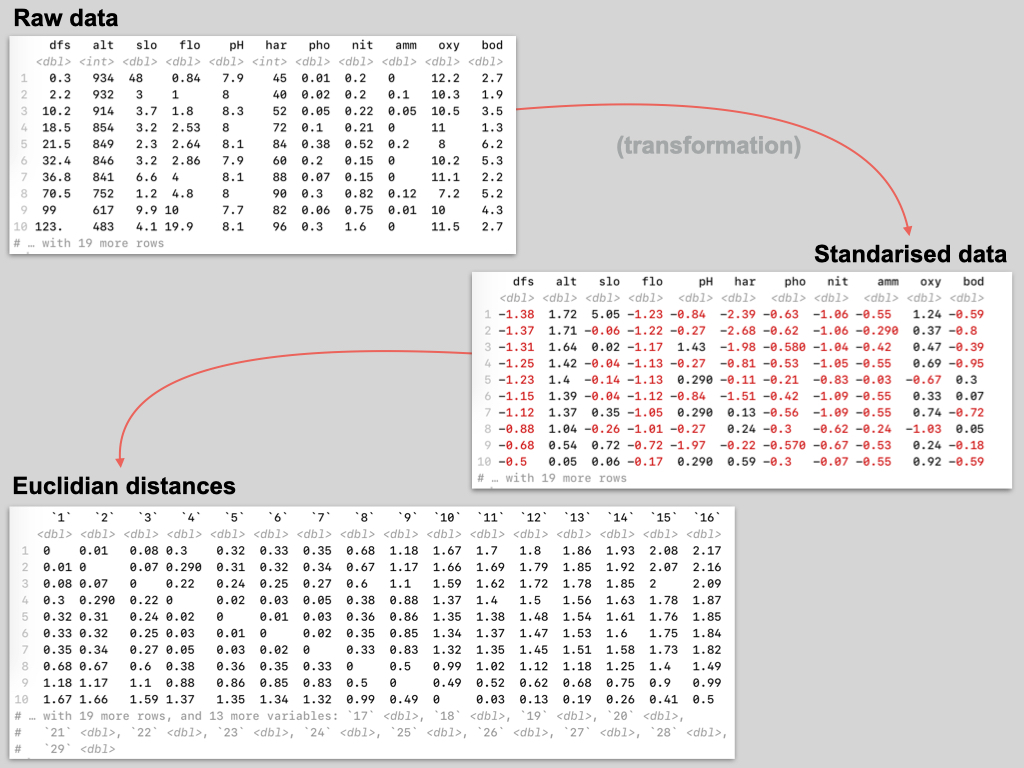 Raw data
dfs alt slo flo pH har pho nit amm oxy bod
<dbl> <int> <dbl> <dbl> <dbl> <int> <dbl> <dbl> <dbl> <dbl> <dbl>
1 0.3 934 48 0.84 7.9 45 0.01 0.2 0 12.2 2.7
2 2.2 932 3 1 8 40 0.02 0.2 0.1 10.3 1.9
3 10.2 914 3.7 1.8 8.3 52 0.05 0.22 0.05 10.5 3.5
4 18.5 854 3.2 2.53 8 72 0.1 0.21 0 11 1.3
5 21.5 849 2.3 2.64 8.1 84 0.38 0.52 0.2 8 6.2
6 32.4 846 3.2 2.86 7.9 60 0.2 0.15 0 10.2 5.3
7 36.8 841 6.6 4 8.1 88 0.07 0.15 0 11.1 2.2
8 70.5 752 1.2 4.8 8 90 0.3 0.82 0.12 7.2 5.2
9 99 617 9.9 10 7.7 82 0.06 0.75 0.01 10 4.3
10 123. 483 4.1 19.9 8.1 96 0.3 1.6 0 11.5 2.7
# … with 19 more rows
(transformation)
Standarised data
dfs alt slo flo pH har pho nit amm oxy bod
<dbl> <dbl> <dbl> <dbl> <dbl> <dbl> <dbl> <dbl> <dbl> <dbl> <dbl>
1 -1.38 1.72 5.05 -1.23 -0.84 -2.39 -0.63 -1.06 -0.55 1.24 -0.59
2 -1.37 1.71 -0.06 -1.22 -0.27 -2.68 -0.62 -1.06 -0.290 0.37 -0.8
3 -1.31 1.64 0.02 -1.17 1.43 -1.98 -0.580 -1.04 -0.42 0.47 -0.39
4 -1.25 1.42 -0.04 -1.13 -0.27 -0.81 -0.53 -1.05 -0.55 0.69 -0.95
5 -1.23 1.4 -0.14 -1.13 0.290 -0.11 -0.21 -0.83 -0.03 -0.67 0.3
6 -1.15 1.39 -0.04 -1.12 -0.84 -1.51 -0.42 -1.09 -0.55 0.33 0.07
7 -1.12 1.37 0.35 -1.05 0.290 0.13 -0.56 -1.09 -0.55 0.74 -0.72
8 -0.88 1.04 -0.26 -1.01 -0.27 0.24 -0.3 -0.62 -0.24 -1.03 0.05
9 -0.68 0.54 0.72 -0.72 -1.97 -0.22 -0.570 -0.67 -0.53 0.24 -0.18
10 -0.5 0.05 0.06 -0.17 0.290 0.59 -0.3 -0.07 -0.55 0.92 -0.59
# … with 19 more rows
Euclidian distances
`1` `2` `3` `4` `5` `6` `7` `8` `9` `10` `11` `12` `13` `14` `15` `16`
<dbl> <dbl> <dbl> <dbl> <dbl> <dbl> <dbl> <dbl> <dbl> <dbl> <dbl> <dbl> <dbl> <dbl> <dbl> <dbl>
1 0 0.01 0.08 0.3 0.32 0.33 0.35 0.68 1.18 1.67 1.7 1.8 1.86 1.93 2.08 2.17
2 0.01 0 0.07 0.290 0.31 0.32 0.34 0.67 1.17 1.66 1.69 1.79 1.85 1.92 2.07 2.16
3 0.08 0.07 0 0.22 0.24 0.25 0.27 0.6 1.1 1.59 1.62 1.72 1.78 1.85 2 2.09
4 0.3 0.290 0.22 0 0.02 0.03 0.05 0.38 0.88 1.37 1.4 1.5 1.56 1.63 1.78 1.87
5 0.32 0.31 0.24 0.02 0 0.01 0.03 0.36 0.86 1.35 1.38 1.48 1.54 1.61 1.76 1.85
6 0.33 0.32 0.25 0.03 0.01 0 0.02 0.35 0.85 1.34 1.37 1.47 1.53 1.6 1.75 1.84
7 0.35 0.34 0.27 0.05 0.03 0.02 0 0.33 0.83 1.32 1.35 1.45 1.51 1.58 1.73 1.82
8 0.68 0.67 0.6 0.38 0.36 0.35 0.33 0 0.5 0.99 1.02 1.12 1.18 1.25 1.4 1.49
9 1.18 1.17 1.1 0.88 0.86 0.85 0.83 0.5 0 0.49 0.52 0.62 0.68 0.75 0.9 0.99
10 1.67 1.66 1.59 1.37 1.35 1.34 1.32 0.99 0.49 0 0.03 0.13 0.19 0.26 0.41 0.5
# … with 19 more rows, and 13 more variables: `17` <dbl>, `18` <dbl>, `19` <dbl>, `20` <dbl>,
# `21` <dbl>, `22` <dbl>, `23` <dbl>, `24` <dbl>, `25` <dbl>, `26` <dbl>, `27` <dbl>, `28` <dbl>,
# `29` <dbl>